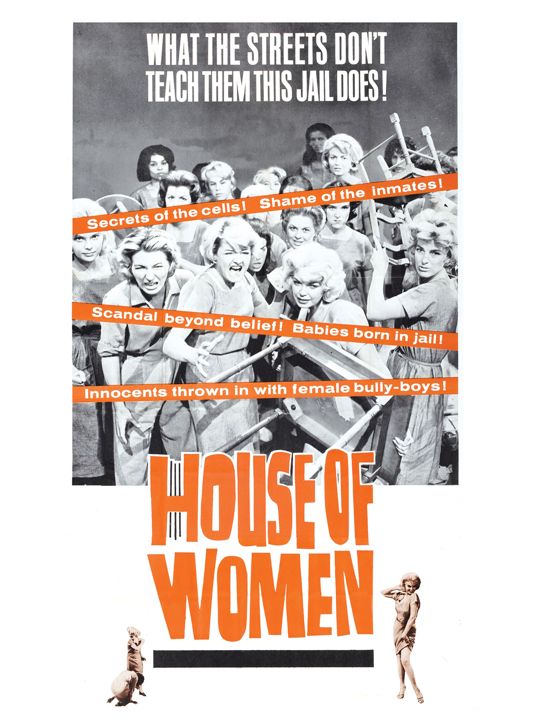 WHAT THE STREETS DON'T
TEACH THEM THIS JAIL DOES!
Secrets of the cells! Shame of the inmates!
Scandal beyond belief! Babies born in jail!
Innocents thrown in with female bully-boys!
HOUSE OF
WOMEN